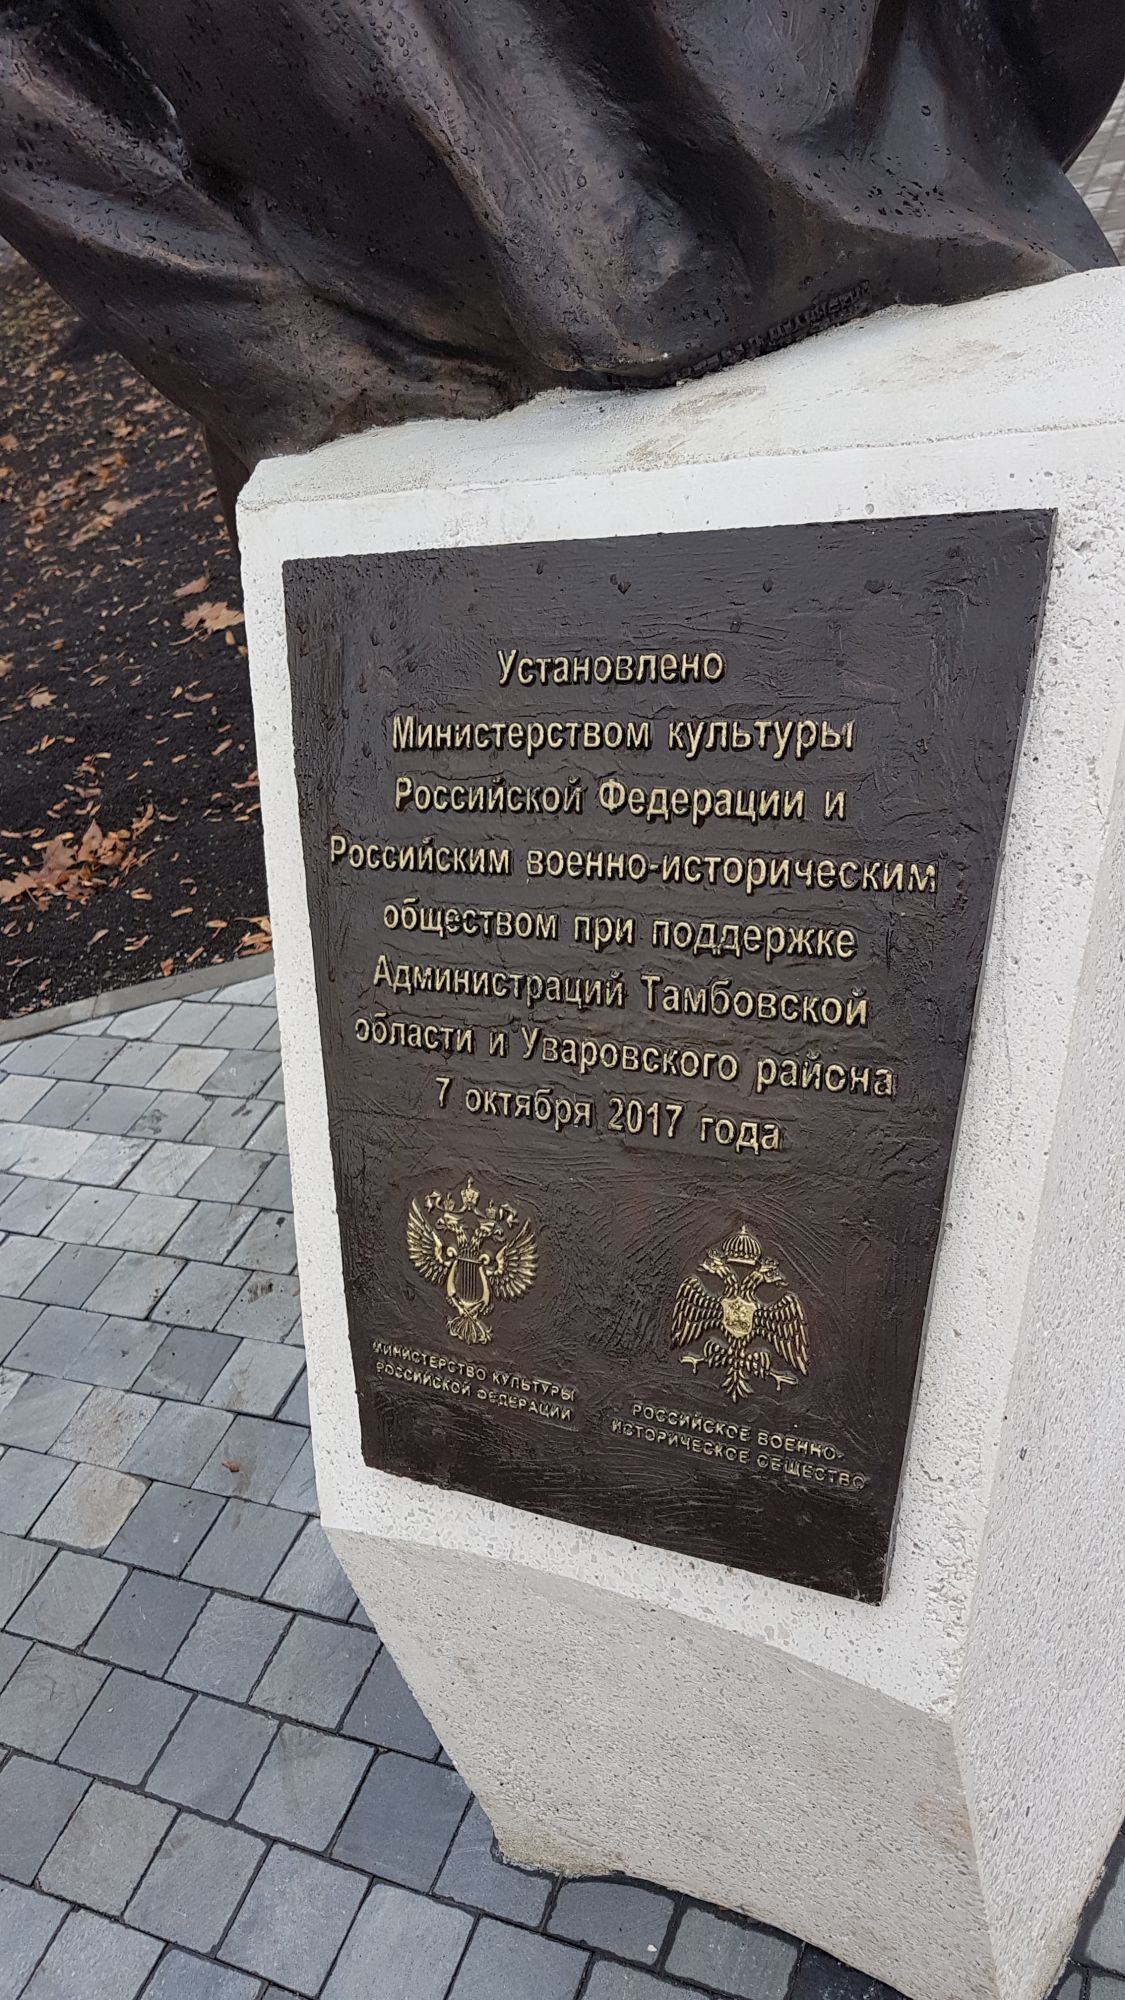 Установлено
Министерством культуры
Российской Федерации и
Российским военно-историческим
обществом при поддержке
Администраций Тамбовской
области и Уваровского района
7 октября 2017 года
МИНИСТЕРСТВО КУЛЬТУРЫ
РОССИЙСКОЙ ФЕДЕРАЦИИ
РОССИЙСКОЕ ВОЕННО-
ИСТОРИЧЕСКОЕ ОБЩЕСТВО